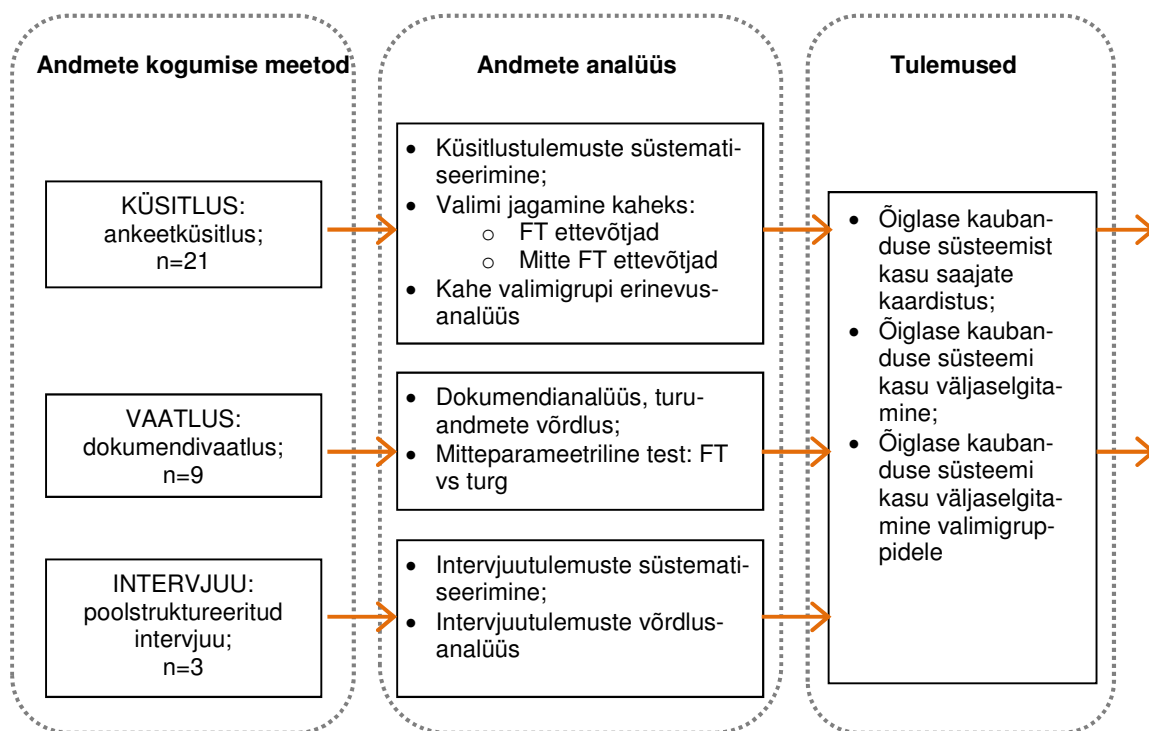 Andmete kogumise meetod
KÜSITLUS:
ankeetküsitlus;
n=21
VAATLUS:
dokumendivaatlus;
n=9
INTERVJUU:
poolstruktureeritud
intervjuu;
n=3
Andmete analüüs
• Küsitlustulemuste süstemati-
seerimine;
• Valimi jagamine kaheks:
o FT ettevõtjad
o Mitte FT ettevõtjad
• Kahe valimigrupi erinevus-
analüüs
• Dokumendianalüüs, turu-
andmete võrdlus;
• Mitteparameetriline test: FT
vs turg
• Intervjuutulemuste süstemati-
seerimine;
• Intervjuutulemuste võrdlus-
analüüs
Tulemused
• Õiglase kauban-
duse süsteemist
kasu saajate
kaardistus;
• Õiglase kauban-
duse süsteemi
kasu väljaselgita-
mine;
• Õiglase kauban-
duse süsteemi
kasu väljaselgita-
mine valimigrup-
pidele